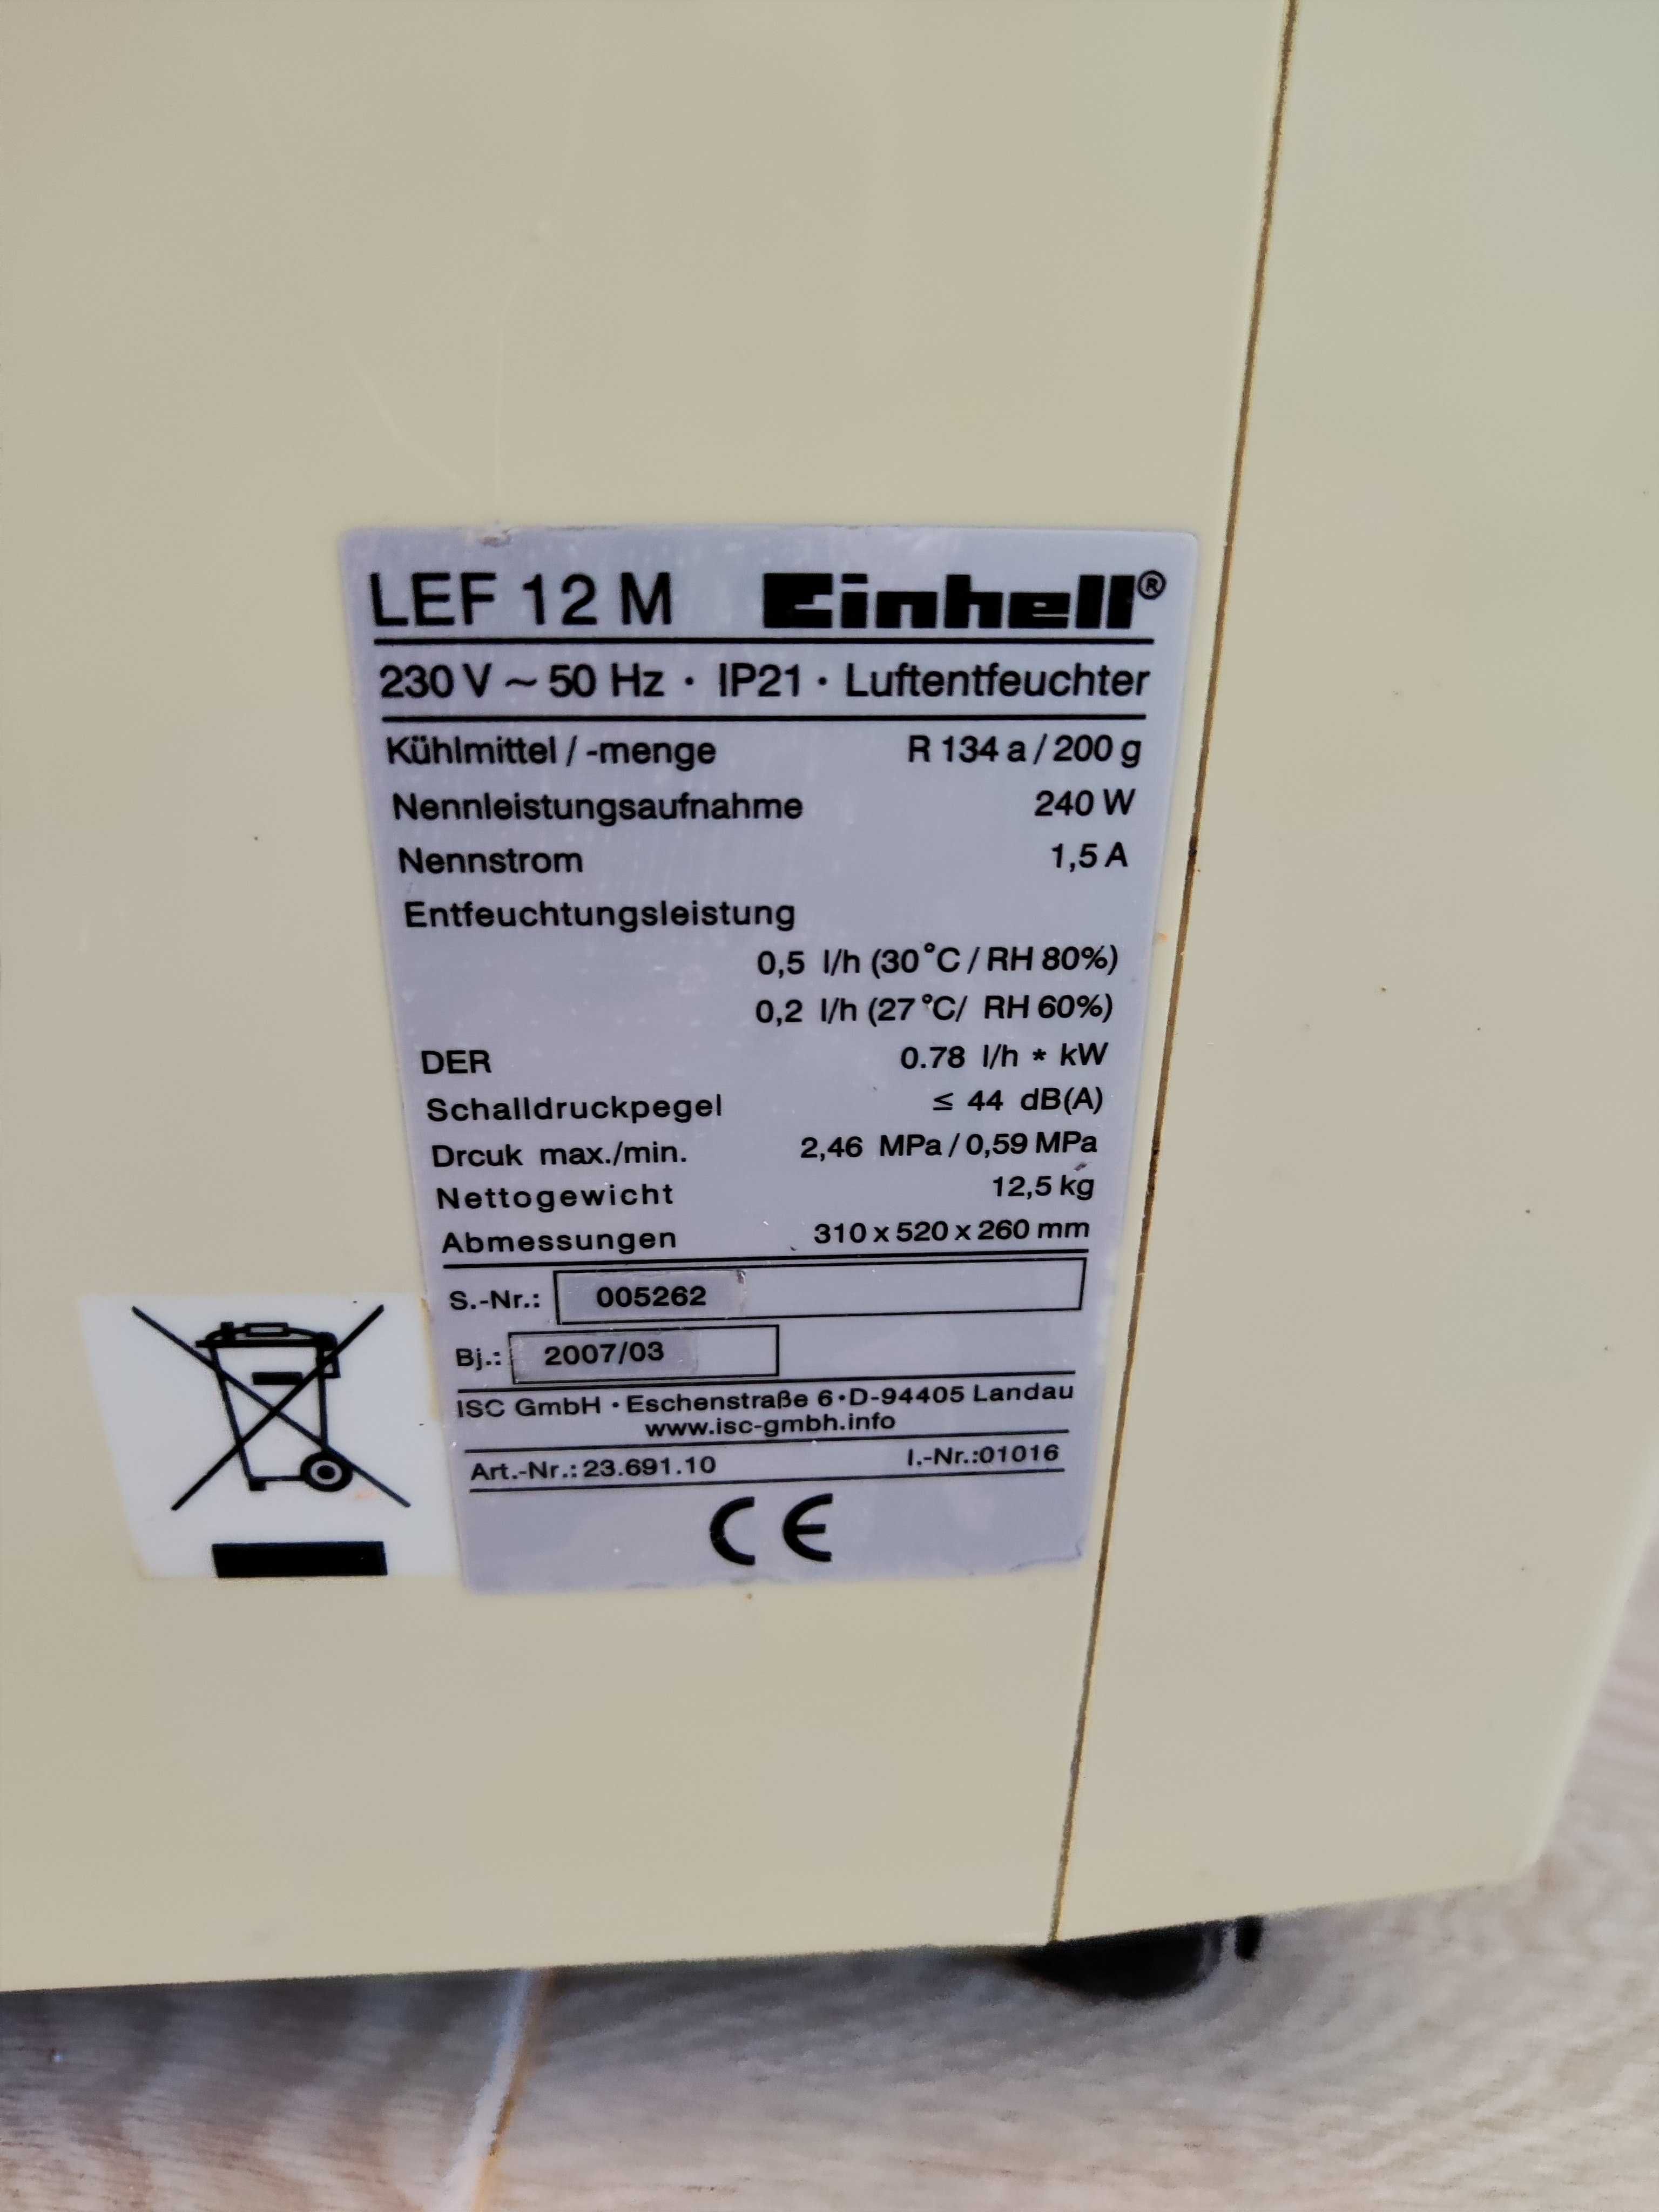 LEF 12 M Einhell®
230 V ~ 50 Hz · IP21 · Luftentfeuchter
Kühlmittel / -menge R 134 a / 200 g
Nennleistungsaufnahme 240 W
Nennstrom 1,5 A
Entfeuchtungsleistung
0,5 l/h (30°C / RH 80%)
0,2 l/h (27°C/ RH 60%)
DER 0.78 l/h * kW
Schalldruckpegel ≤ 44 dB(A)
Drcuk max./min. 2,46 MPa / 0,59 MPa
Nettogewicht 12,5 kg
Abmessungen 310 x 520 x 260 mm
S.-Nr.: 005262
Bj.: 2007/03
ISC GmbH · Eschenstraße 6 · D-94405 Landau
www.isc-gmbh.info
Art.-Nr.: 23.691.10 I.-Nr.:01016
CE